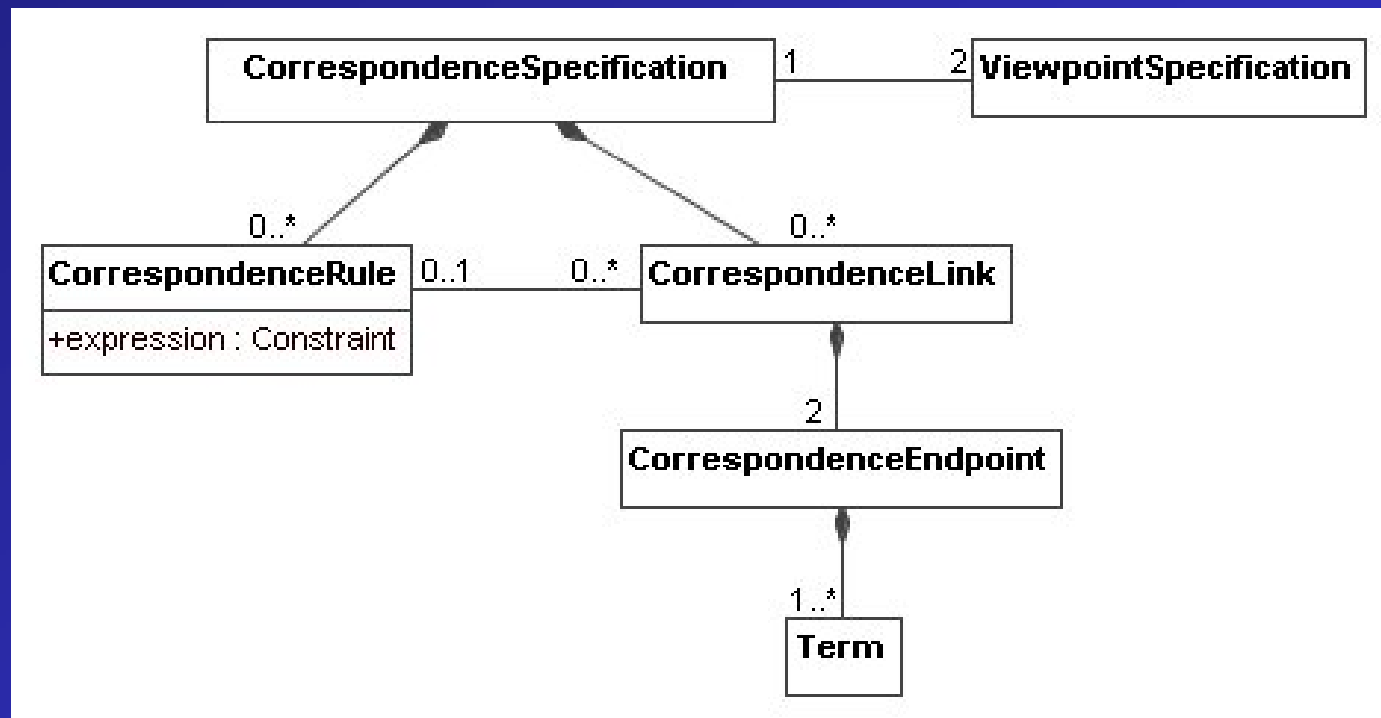 CorrespondenceSpecification
1
2
ViewpointSpecification
0..*
0..*
CorrespondenceRule
0..1
0..*
CorrespondenceLink
+expression : Constraint
2
CorrespondenceEndpoint
1..*
Term